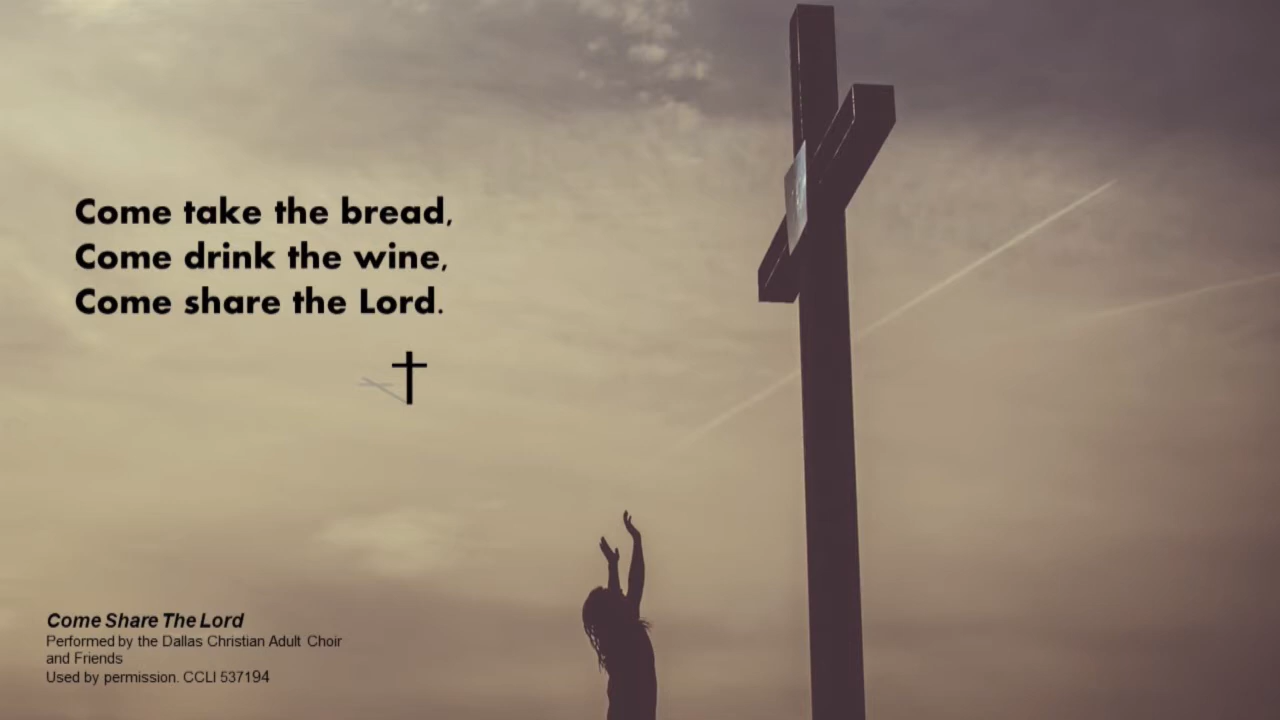 Come take the bread,
Come drink the wine,
Come share the Lord.
Come Share The Lord
Performed by the Dallas Christian Adult Choir
and Friends
Used by permission. CCLI 537194